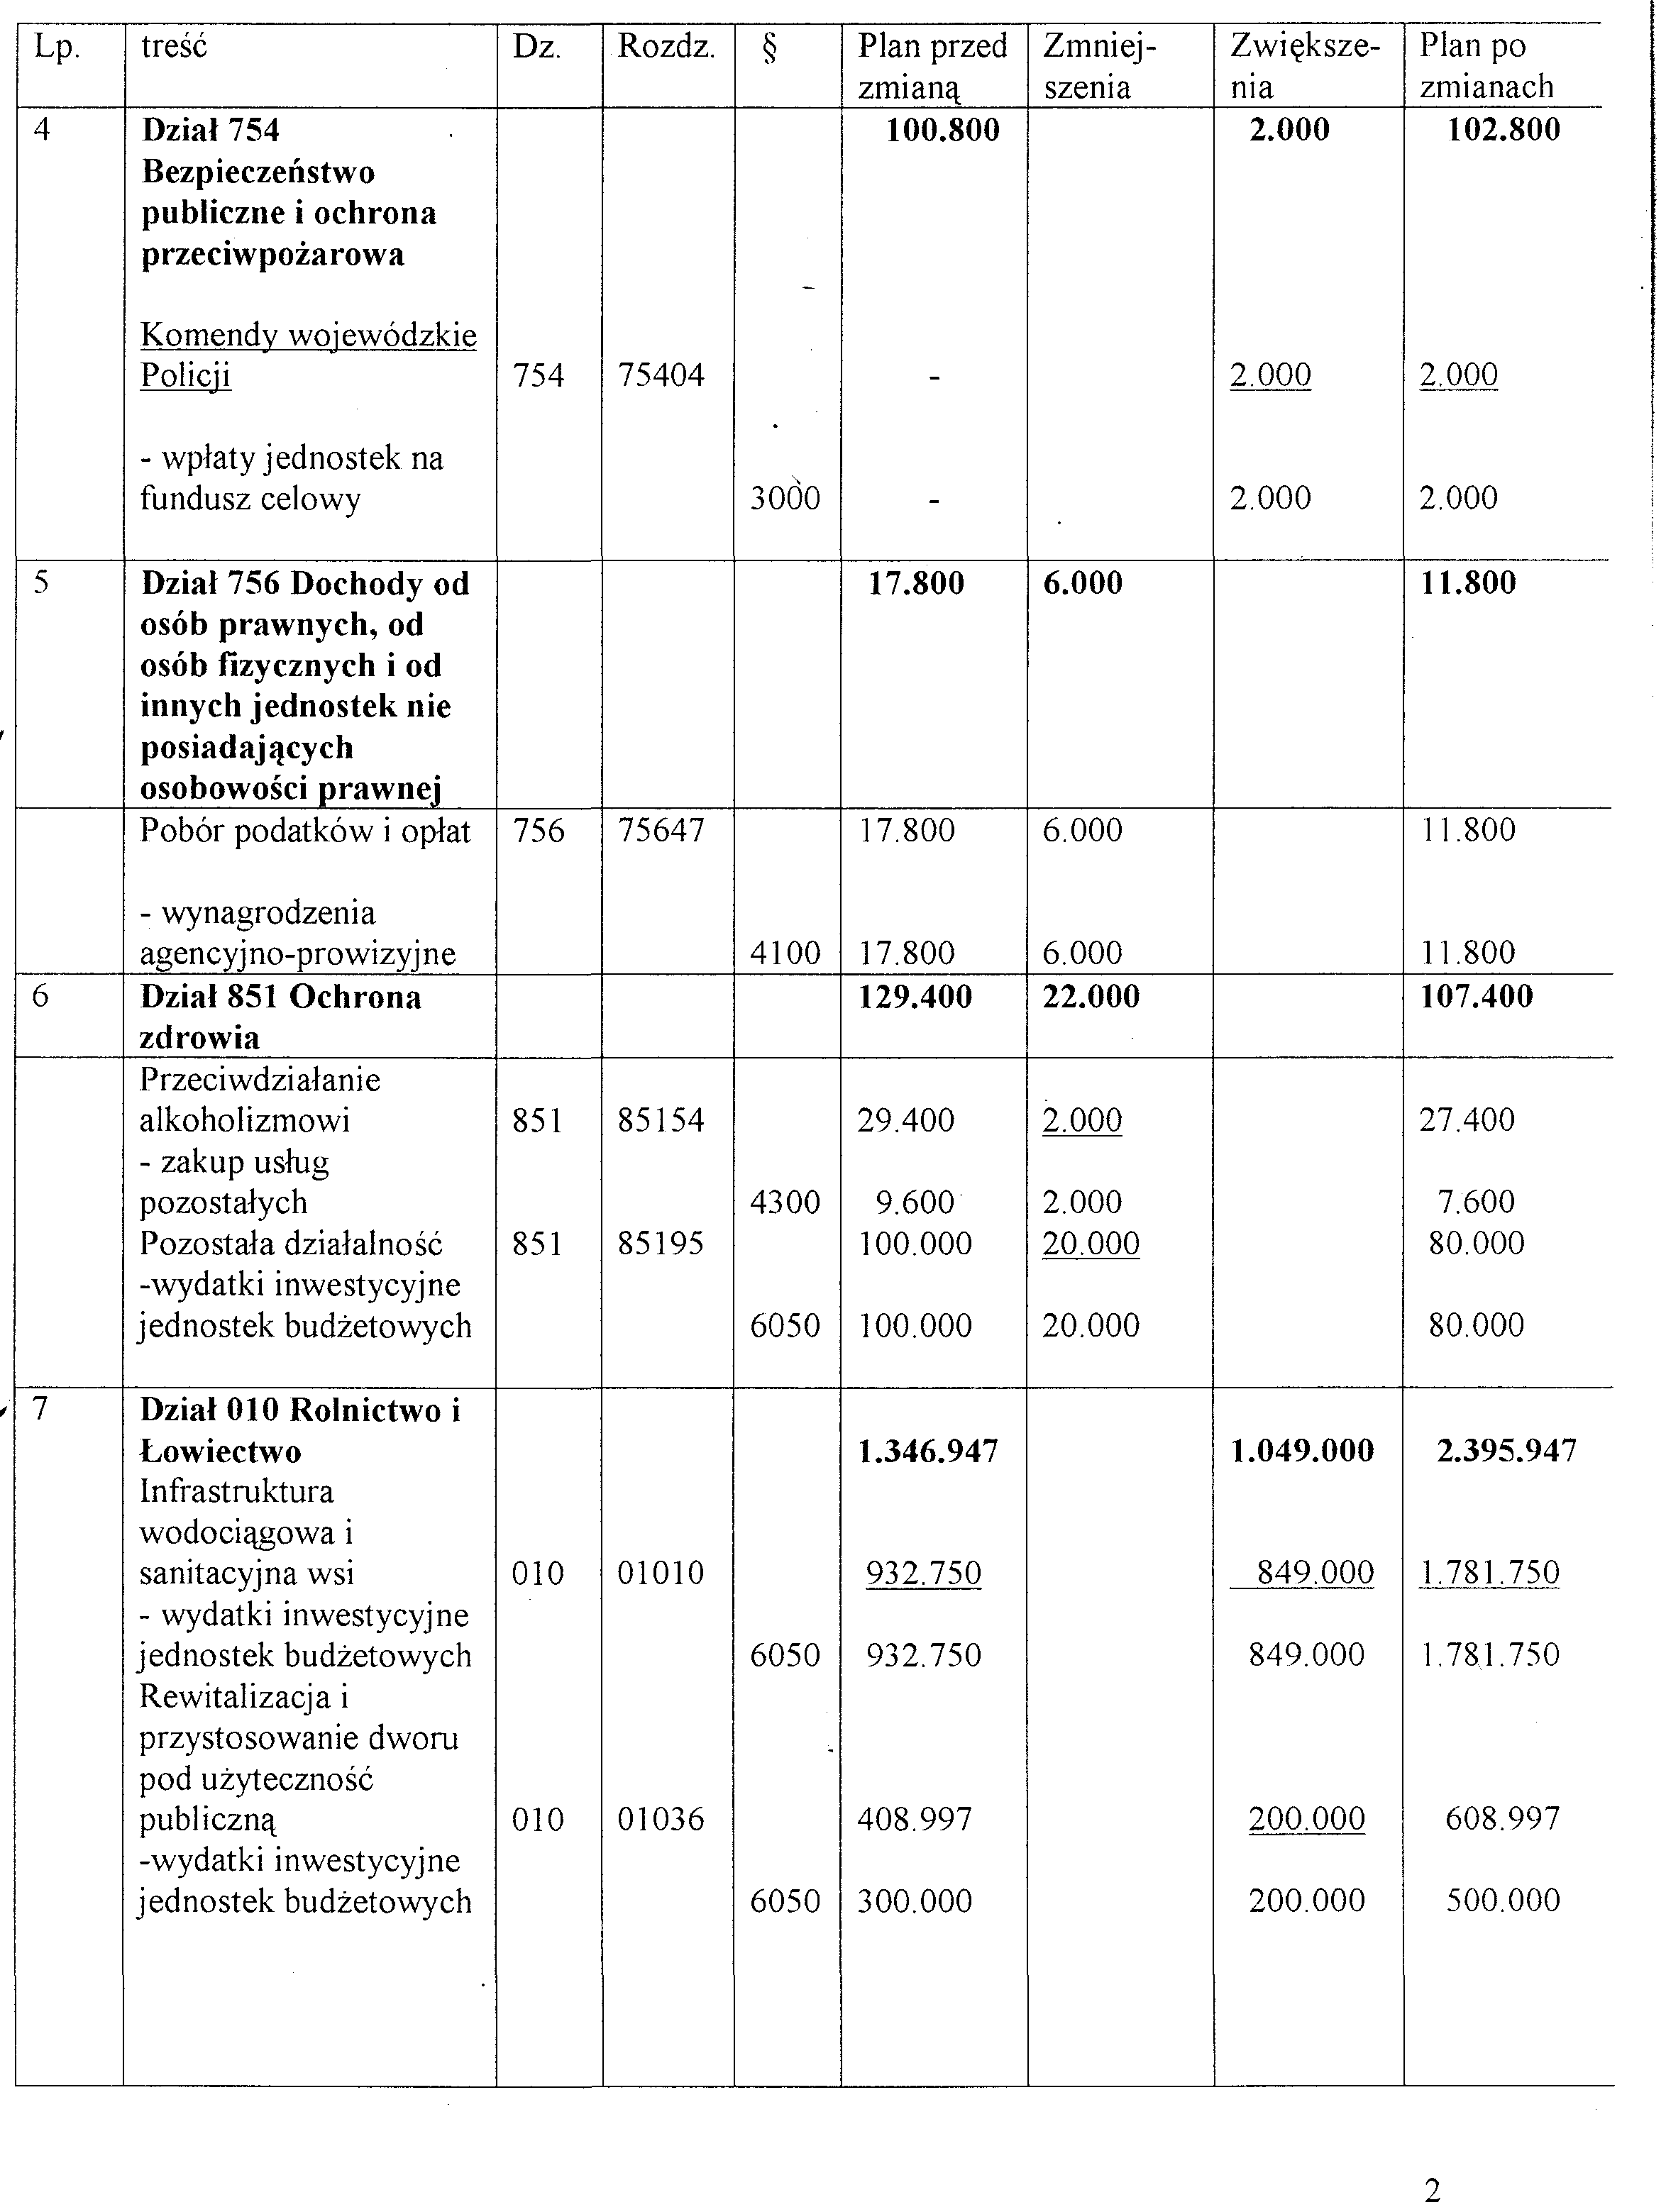 Lp. treść Dz. Rozdz. § Plan przed Zmniej- Zwiększe- Plan po
zmianą szenia nia zmianach
4 Dział 754 100.800 2.000 102.800
Bezpieczeństwo
publiczne i ochrona
przeciwpożarowa
Komendy wojewódzkie
Policji 754 75404 - 2.000 2.000
- wpłaty jednostek na
fundusz celowy 3000 - 2.000 2.000
5 Dział 756 Dochody od 17.800 6.000 11.800
osób prawnych, od
osób fizycznych i od
innych jednostek nie
posiadających
osobowości prawnej
Pobór podatków i opłat 756 75647 17.800 6.000 11.800
- wynagrodzenia
agencyjno-prowizyjne 4100 17.800 6.000 11.800
6 Dział 851 Ochrona 129.400 22.000 107.400
zdrowia
Przeciwdziałanie
alkoholizmowi 851 85154 29.400 2.000 27.400
- zakup usług
pozostałych 4300 9.600 2.000 7.600
Pozostała działalność 851 85195 100.000 20.000 80.000
-wydatki inwestycyjne
jednostek budżetowych 6050 100.000 20.000 80.000
7 Dział 010 Rolnictwo i
Łowiectwo 1.346.947 1.049.000 2.395.947
Infrastruktura
wodociągowa i
sanitacyjna wsi 010 01010 932.750 849.000 1.781.750
- wydatki inwestycyjne
jednostek budżetowych 6050 932.750 849.000 1.781.750
Rewitalizacja i
przystosowanie dworu
pod użyteczność
publiczną 010 01036 408.997 200.000 608.997
-wydatki inwestycyjne
jednostek budżetowych 6050 300.000 200.000 500.000
2